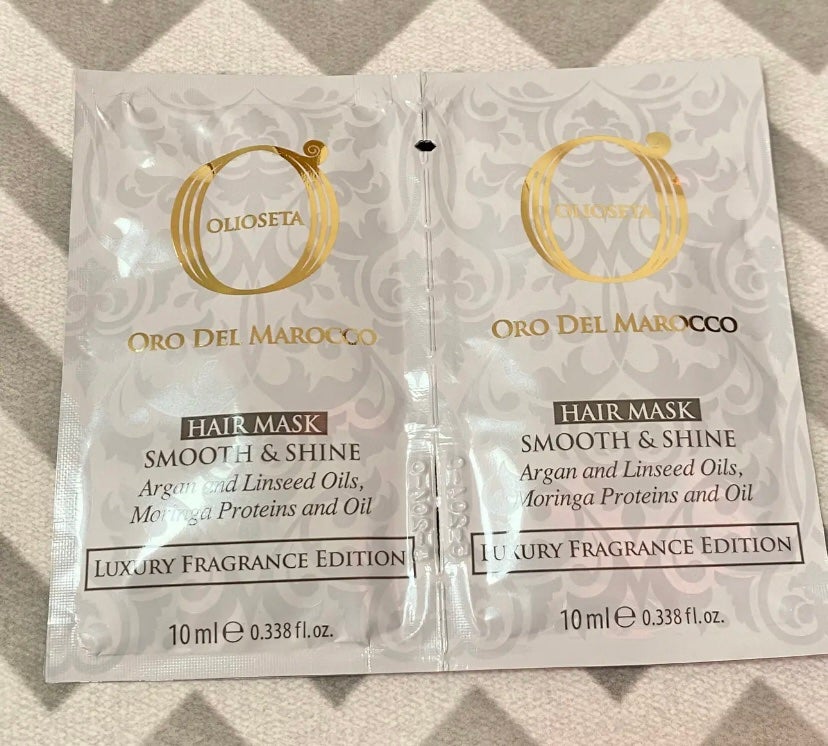 OLIOSETA
ORO DEL MAROCCO
HAIR MASK
SMOOTH & SHINE
Argan and Linseed Oils,
Moringa Proteins and Oil
LUXURY FRAGRANCE EDITION
10 ml ℮ 0.338 fl. oz.
OLIOSETA
ORO DEL MAROCCO
HAIR MASK
SMOOTH & SHINE
Argan and Linseed Oils,
Moringa Proteins and Oil
LUXURY FRAGRANCE EDITION
10 ml ℮ 0.338 fl. oz.